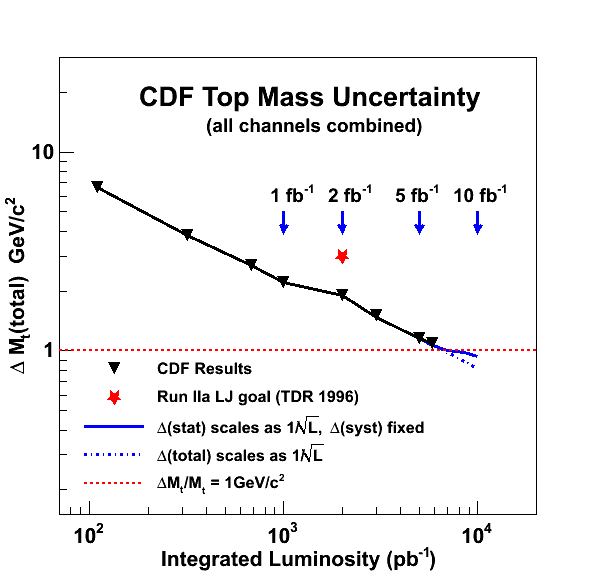 CDF Top Mass Uncertainty
(all channels combined)
10
1 fb⁻¹ 2 fb⁻¹ 5 fb⁻¹ 10 fb⁻¹
Δ Mₜ(total) GeV/c²
1
CDF Results
Run IIa LJ goal (TDR 1996)
Δ(stat) scales as 1/√L, Δ(syst) fixed
Δ(total) scales as 1/√L
ΔMₜ/Mₜ = 1GeV/c²
10² 10³ 10⁴
Integrated Luminosity (pb⁻¹)